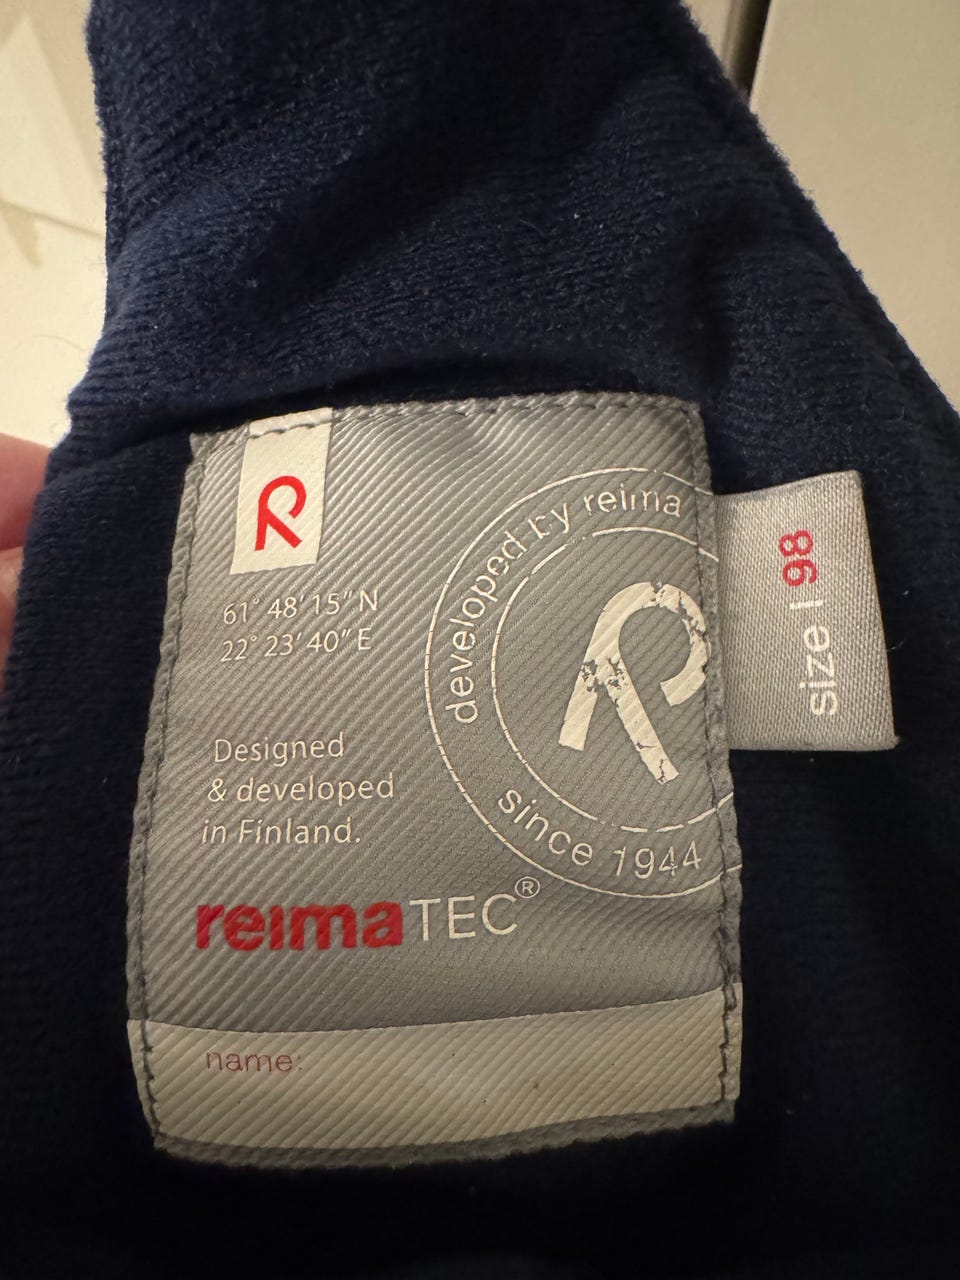 61° 48' 15" N
22° 23' 40" E
developed by reima
since 1944
size | 98
Designed
& developed
in Finland.
reimaTEC®
name: